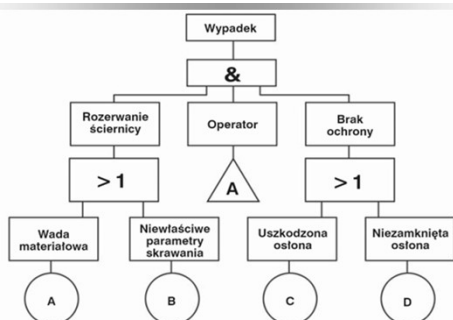 Wypadek
&
Rozerwanie
ściernicy
Operator
Brak
ochrony
> 1
A
> 1
Wada
materiałowa
Niewłaściwe
parametry
skrawania
Uszkodzona
osłona
Niezamknięta
osłona
A
B
C
D